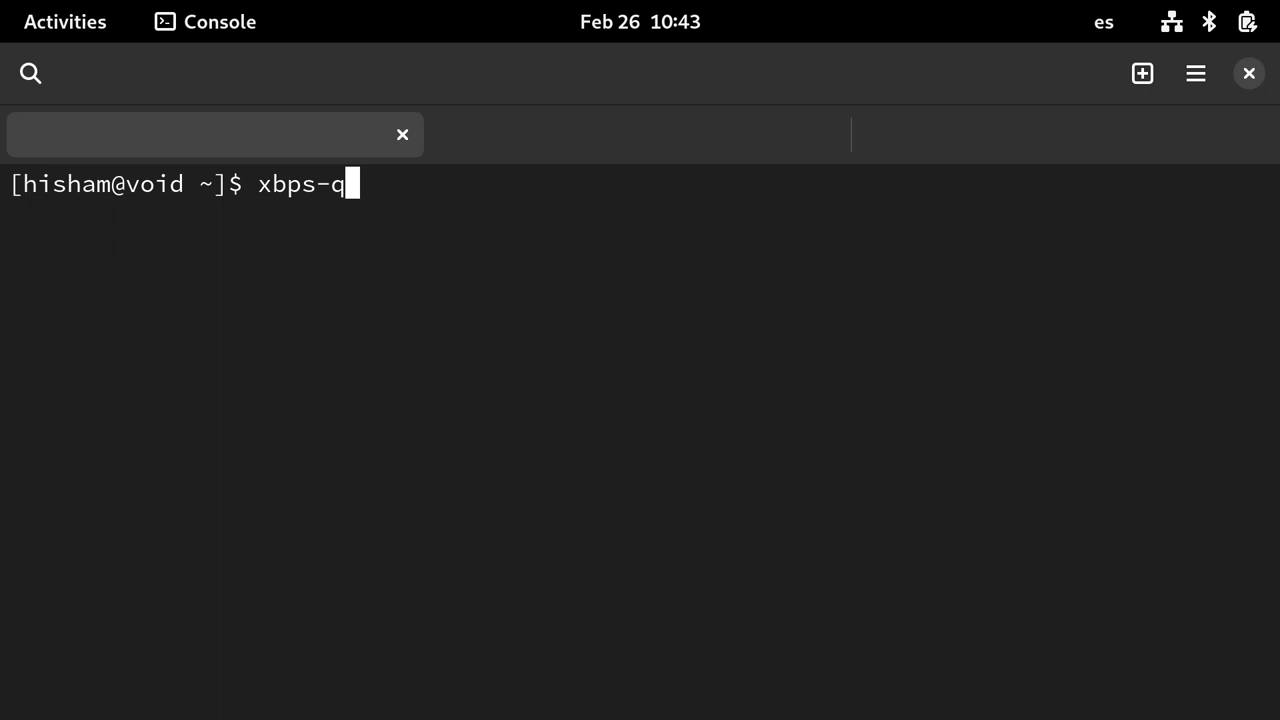 Activities Console Feb 26 10:43 es
[hisham@void ~]$ xbps-q